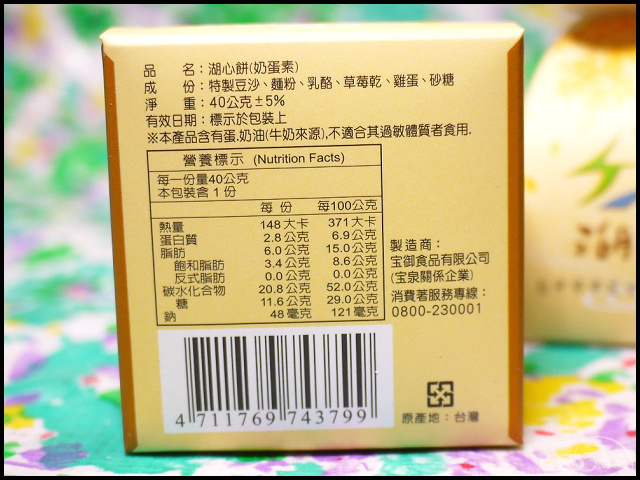 品　　名：湖心餅(奶蛋素)
成　　份：特製豆沙、麵粉、乳酪、草莓乾、雞蛋、砂糖
淨　　重：40公克±5%
有效日期：標示於包裝上
※本產品含有蛋.奶油(牛奶來源),不適合其過敏體質者食用.
營養標示 (Nutrition Facts)
每一份量40公克
本包裝含 1 份
每 份 每100公克
熱量 148 大卡 371 大卡
蛋白質 2.8 公克 6.9 公克
脂肪 6.0 公克 15.0 公克
飽和脂肪 3.4 公克 8.6 公克
反式脂肪 0.0 公克 0.0 公克
碳水化合物 20.8 公克 52.0 公克
糖 11.6 公克 29.0 公克
鈉 48 毫克 121 毫克
製造商：
宝御食品有限公司
(宝泉關係企業)
消費著服務專線：
0800-230001
4 711769 743799
原產地：台灣
湖